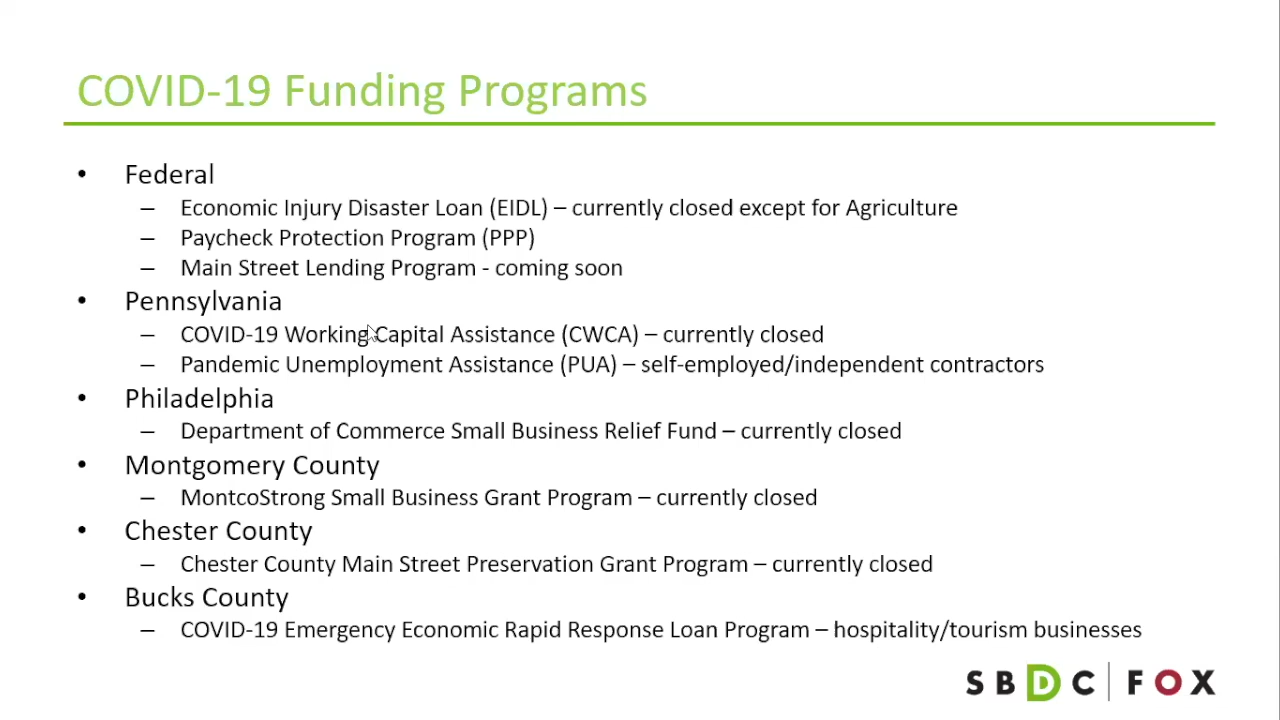 COVID-19 Funding Programs
• Federal
– Economic Injury Disaster Loan (EIDL) – currently closed except for Agriculture
– Paycheck Protection Program (PPP)
– Main Street Lending Program - coming soon
• Pennsylvania
– COVID-19 Working Capital Assistance (CWCA) – currently closed
– Pandemic Unemployment Assistance (PUA) – self-employed/independent contractors
• Philadelphia
– Department of Commerce Small Business Relief Fund – currently closed
• Montgomery County
– MontcoStrong Small Business Grant Program – currently closed
• Chester County
– Chester County Main Street Preservation Grant Program – currently closed
• Bucks County
– COVID-19 Emergency Economic Rapid Response Loan Program – hospitality/tourism businesses
SBDC | FOX